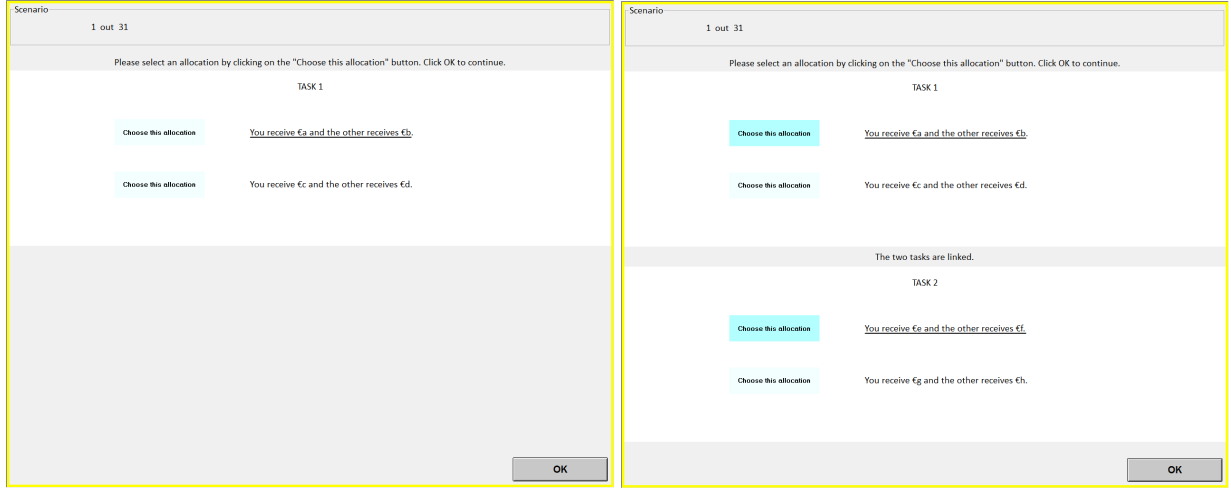 Scenario
1 out 31
Please select an allocation by clicking on the "Choose this allocation" button. Click OK to continue.
TASK 1
Choose this allocation You receive €a and the other receives €b.
Choose this allocation You receive €c and the other receives €d.
OK
Scenario
1 out 31
Please select an allocation by clicking on the "Choose this allocation" button. Click OK to continue.
TASK 1
Choose this allocation You receive €a and the other receives €b.
Choose this allocation You receive €c and the other receives €d.
The two tasks are linked.
TASK 2
Choose this allocation You receive €e and the other receives €f.
Choose this allocation You receive €g and the other receives €h.
OK